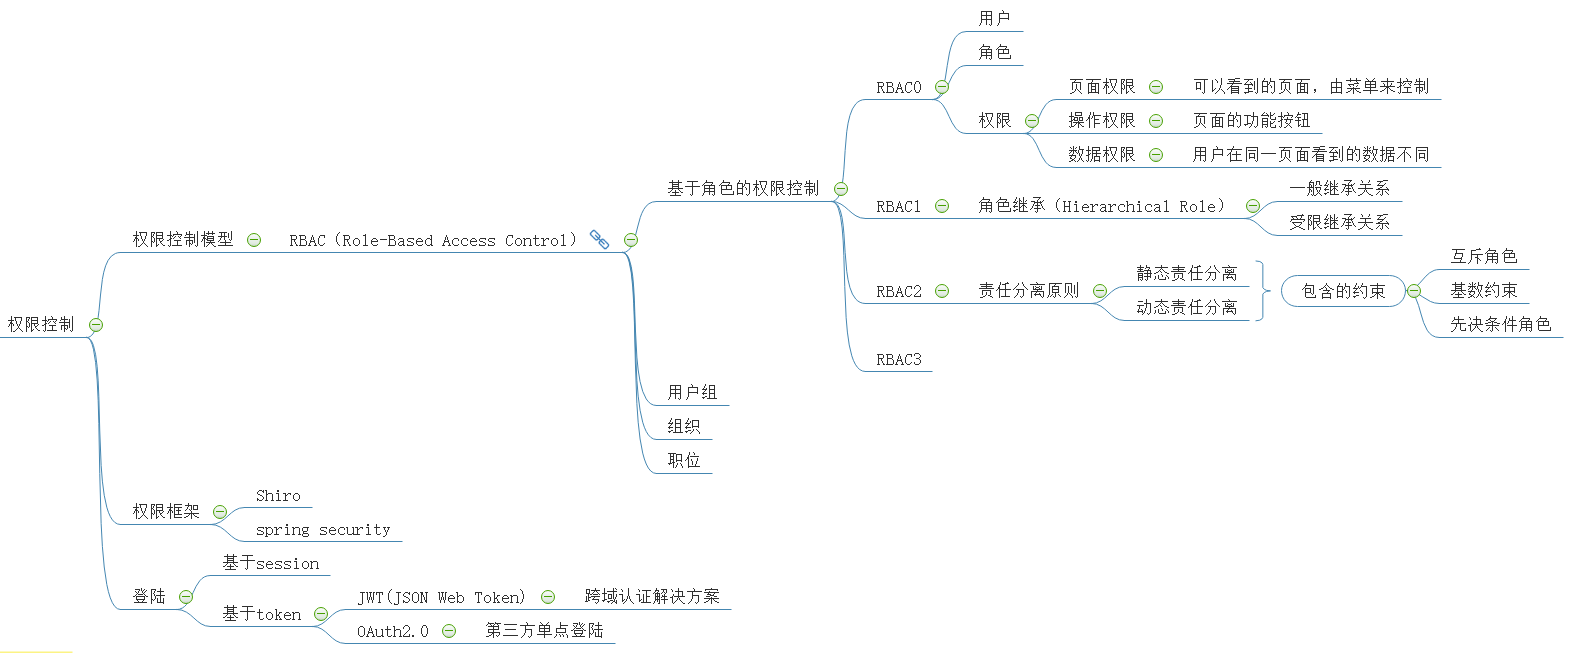 权限控制
权限控制模型
RBAC（Role-Based Access Control）
基于角色的权限控制
RBAC0
用户
角色
权限
页面权限
可以看到的页面，由菜单来控制
操作权限
页面的功能按钮
数据权限
用户在同一页面看到的数据不同
RBAC1
角色继承（Hierarchical Role）
一般继承关系
受限继承关系
RBAC2
责任分离原则
静态责任分离
动态责任分离
包含的约束
互斥角色
基数约束
先决条件角色
RBAC3
用户组
组织
职位
权限框架
Shiro
spring security
登陆
基于session
基于token
JWT(JSON Web Token)
跨域认证解决方案
OAuth2.0
第三方单点登陆